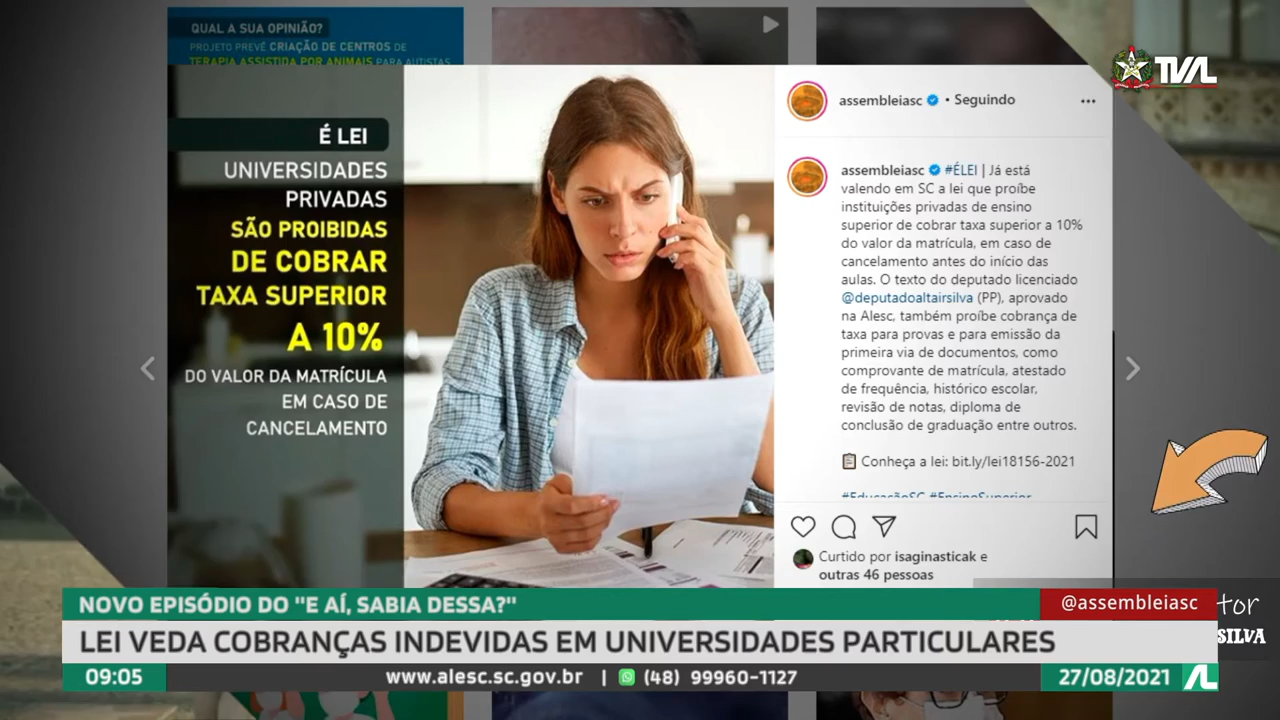 QUAL A SUA OPINIÃO?
PROJETO PREVÊ CRIAÇÃO DE CENTROS DE
TERAPIA ASSISTIDA POR ANIMAIS PARA AUTISTAS
TVAL
É LEI
UNIVERSIDADES
PRIVADAS
SÃO PROIBIDAS
DE COBRAR
TAXA SUPERIOR
A 10%
DO VALOR DA MATRÍCULA
EM CASO DE
CANCELAMENTO
assembleiasc • Seguindo
assembleiasc #ÉLEI | Já está
valendo em SC a lei que proíbe
instituições privadas de ensino
superior de cobrar taxa superior a 10%
do valor da matrícula, em caso de
cancelamento antes do início das
aulas. O texto do deputado licenciado
@deputadoaltairsilva (PP), aprovado
na Alesc, também proíbe cobrança de
taxa para provas e para emissão da
primeira via de documentos, como
comprovante de matrícula, atestado
de frequência, histórico escolar,
revisão de notas, diploma de
conclusão de graduação entre outros.
Conheça a lei: bit.ly/lei18156-2021
#EducaçãoSC #EnsinoSuperior
Curtido por isaginasticak e
outras 46 pessoas
NOVO EPISÓDIO DO "E AÍ, SABIA DESSA?"
@assembleiasc
tor
SILVA
LEI VEDA COBRANÇAS INDEVIDAS EM UNIVERSIDADES PARTICULARES
09:05
www.alesc.sc.gov.br | (48) 99960-1127
27/08/2021